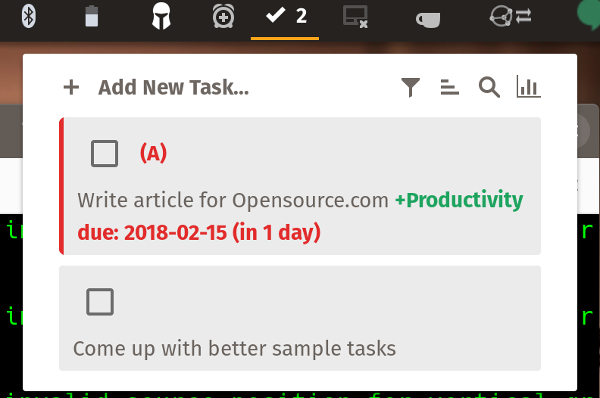 2
Add New Task...
(A)
Write article for Opensource.com +Productivity
due: 2018-02-15 (in 1 day)
Come up with better sample tasks